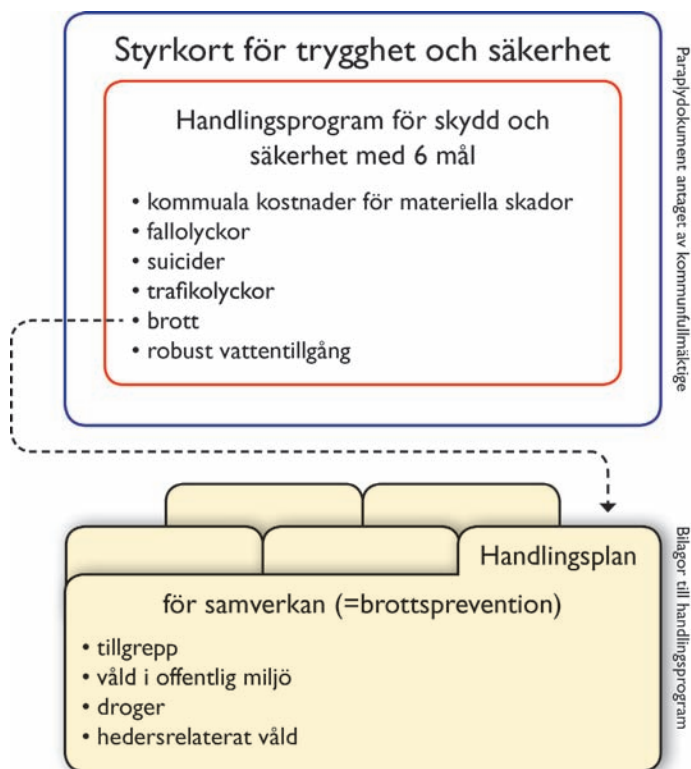 Styrkort för trygghet och säkerhet
Handlingsprogram för skydd och
säkerhet med 6 mål
• kommuala kostnader för materiella skador
• fallolyckor
• suicider
• trafikolyckor
• brott
• robust vattentillgång
Paraplydokument antaget av kommunfullmäktige
Handlingsplan
för samverkan (=brottsprevention)
• tillgrepp
• våld i offentlig miljö
• droger
• hedersrelaterat våld
Bilagor till handlingsprogram